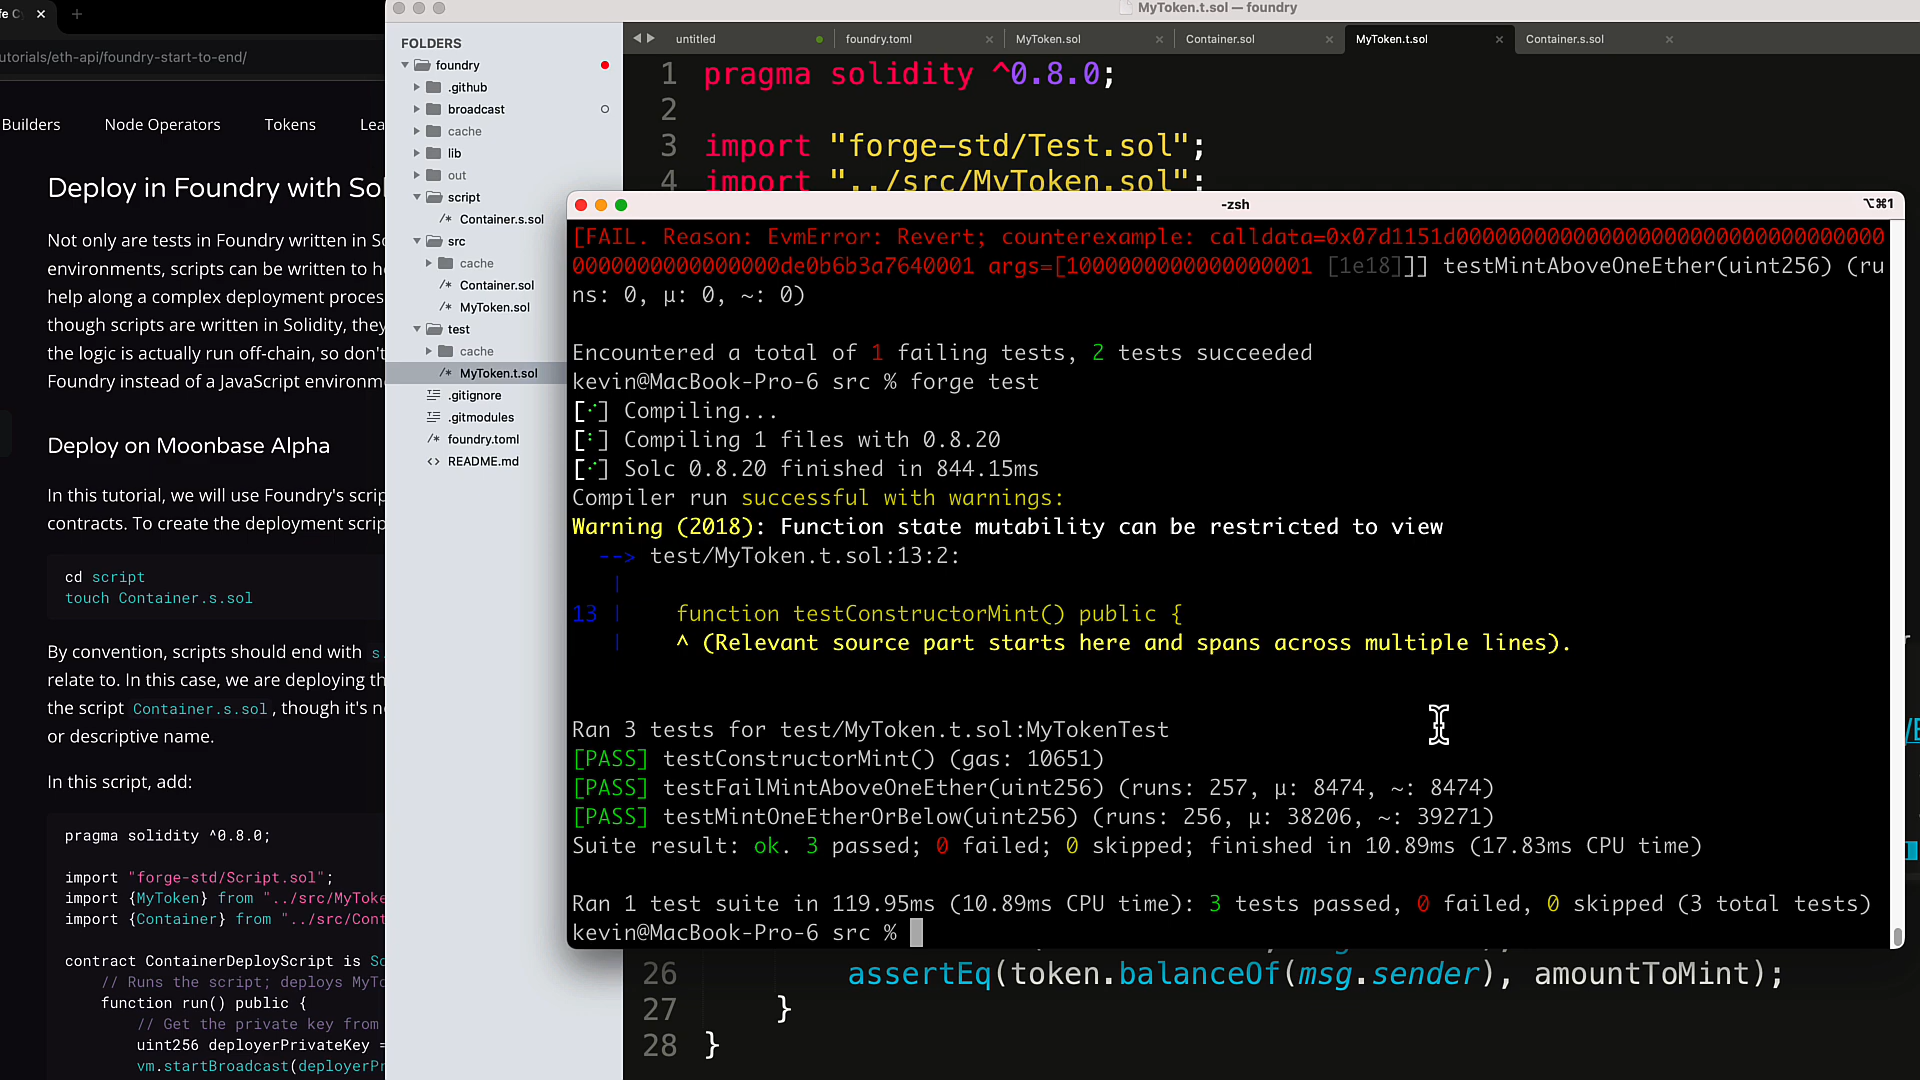 utorials/eth-api/foundry-start-to-end/
Builders Node Operators Tokens Lea
Deploy in Foundry with Sol
Not only are tests in Foundry written in So
environments, scripts can be written to he
help along a complex deployment proces
though scripts are written in Solidity, they
the logic is actually run off-chain, so don't
Foundry instead of a JavaScript environme
Deploy on Moonbase Alpha
In this tutorial, we will use Foundry's scrip
contracts. To create the deployment scrip
cd script
touch Container.s.sol
By convention, scripts should end with s.
relate to. In this case, we are deploying th
the script Container.s.sol, though it's n
or descriptive name.
In this script, add:
pragma solidity ^0.8.0;
import "forge-std/Script.sol";
import {MyToken} from "../src/MyToke
import {Container} from "../src/Cont
contract ContainerDeployScript is Sc
// Runs the script; deploys MyTo
function run() public {
// Get the private key from
uint256 deployerPrivateKey =
vm.startBroadcast(deployerPr
MyToken.t.sol — foundry
FOLDERS
foundry
.github
broadcast
cache
lib
out
script
/* Container.s.sol
src
cache
/* Container.sol
/* MyToken.sol
test
cache
/* MyToken.t.sol
.gitignore
.gitmodules
/* foundry.toml
<> README.md
untitled foundry.toml MyToken.sol Container.sol MyToken.t.sol Container.s.sol
1 pragma solidity ^0.8.0;
2
3 import "forge-std/Test.sol";
4 import "../src/MyToken.sol";
-zsh ⌥⌘1
[FAIL. Reason: EvmError: Revert; counterexample: calldata=0x07d1151d0000000000000000000000000000000000
0000000000000000de0b6b3a7640001 args=[1000000000000000001 [1e18]]] testMintAboveOneEther(uint256) (ru
ns: 0, μ: 0, ~: 0)
Encountered a total of 1 failing tests, 2 tests succeeded
kevin@MacBook-Pro-6 src % forge test
[⠊] Compiling...
[⠃] Compiling 1 files with 0.8.20
[⠊] Solc 0.8.20 finished in 844.15ms
Compiler run successful with warnings:
Warning (2018): Function state mutability can be restricted to view
--> test/MyToken.t.sol:13:2:
|
13 | function testConstructorMint() public {
| ^ (Relevant source part starts here and spans across multiple lines).
Ran 3 tests for test/MyToken.t.sol:MyTokenTest
[PASS] testConstructorMint() (gas: 10651)
[PASS] testFailMintAboveOneEther(uint256) (runs: 257, μ: 8474, ~: 8474)
[PASS] testMintOneEtherOrBelow(uint256) (runs: 256, μ: 38206, ~: 39271)
Suite result: ok. 3 passed; 0 failed; 0 skipped; finished in 10.89ms (17.83ms CPU time)
Ran 1 test suite in 119.95ms (10.89ms CPU time): 3 tests passed, 0 failed, 0 skipped (3 total tests)
kevin@MacBook-Pro-6 src %
26 assertEq(token.balanceOf(msg.sender), amountToMint);
27 }
28 }